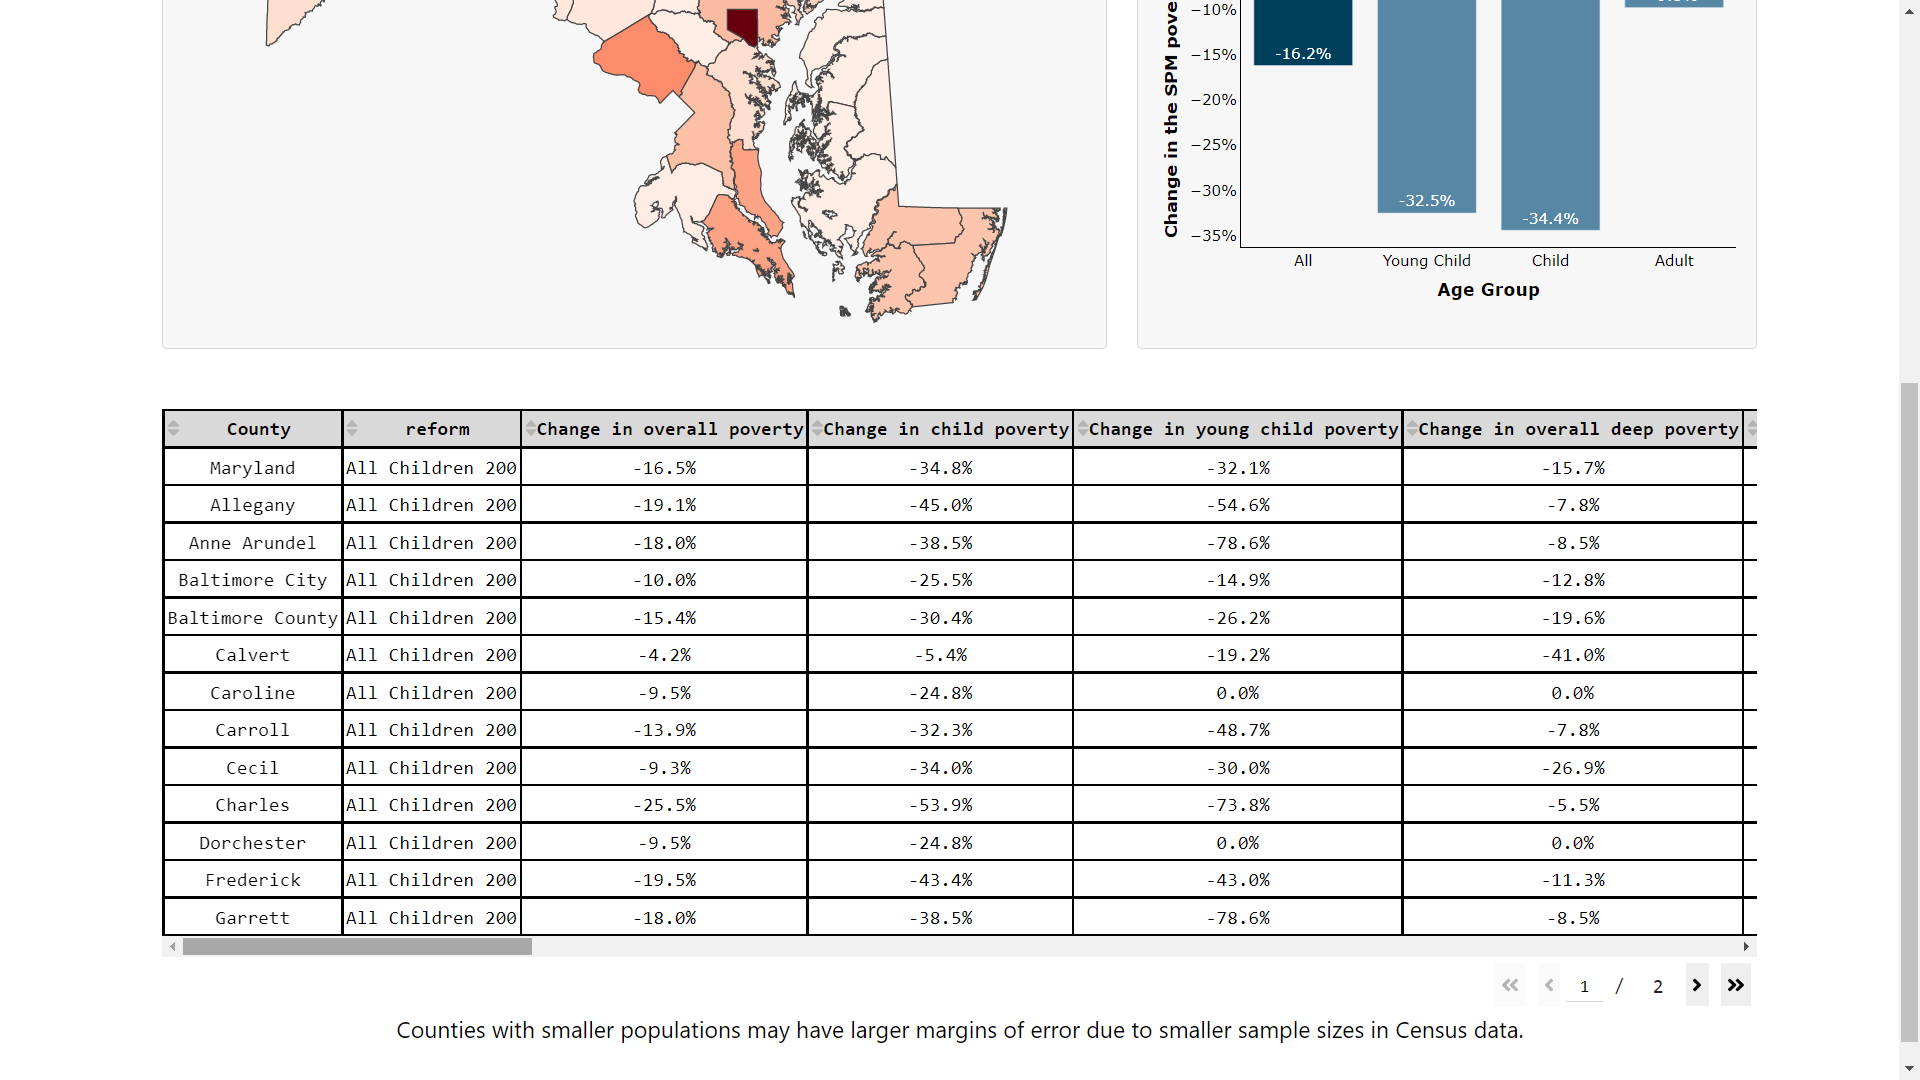 Change in the SPM pove
−10%
−15%
−20%
−25%
−30%
−35%
-16.2%
-32.5%
-34.4%
All Young Child Child Adult
Age Group
County reform Change in overall poverty Change in child poverty Change in young child poverty Change in overall deep poverty
Maryland All Children 200 -16.5% -34.8% -32.1% -15.7%
Allegany All Children 200 -19.1% -45.0% -54.6% -7.8%
Anne Arundel All Children 200 -18.0% -38.5% -78.6% -8.5%
Baltimore City All Children 200 -10.0% -25.5% -14.9% -12.8%
Baltimore County All Children 200 -15.4% -30.4% -26.2% -19.6%
Calvert All Children 200 -4.2% -5.4% -19.2% -41.0%
Caroline All Children 200 -9.5% -24.8% 0.0% 0.0%
Carroll All Children 200 -13.9% -32.3% -48.7% -7.8%
Cecil All Children 200 -9.3% -34.0% -30.0% -26.9%
Charles All Children 200 -25.5% -53.9% -73.8% -5.5%
Dorchester All Children 200 -9.5% -24.8% 0.0% 0.0%
Frederick All Children 200 -19.5% -43.4% -43.0% -11.3%
Garrett All Children 200 -18.0% -38.5% -78.6% -8.5%
1 / 2
Counties with smaller populations may have larger margins of error due to smaller sample sizes in Census data.